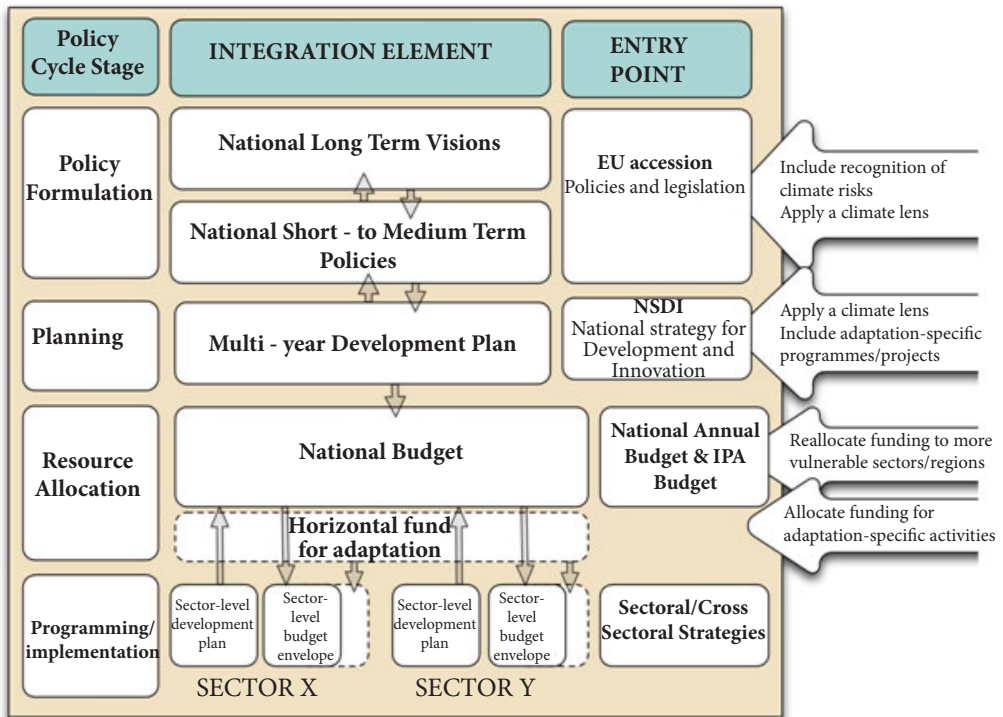 Policy
Cycle Stage
INTEGRATION ELEMENT
ENTRY
POINT
Policy
Formulation
National Long Term Visions
National Short - to Medium Term
Policies
EU accession
Policies and legislation
Include recognition of
climate risks
Apply a climate lens
Planning
Multi - year Development Plan
NSDI
National strategy for
Development and
Innovation
Apply a climate lens
Include adaptation-specific
programmes/projects
Resource
Allocation
National Budget
National Annual
Budget & IPA
Budget
Reallocate funding to more
vulnerable sectors/regions
Horizontal fund
for adaptation
Allocate funding for
adaptation-specific activities
Programming/
implementation
Sector-level
development
plan
Sector-
level
budget
envelope
Sector-level
development
plan
Sector-
level
budget
envelope
Sectoral/Cross
Sectoral Strategies
SECTOR X
SECTOR Y